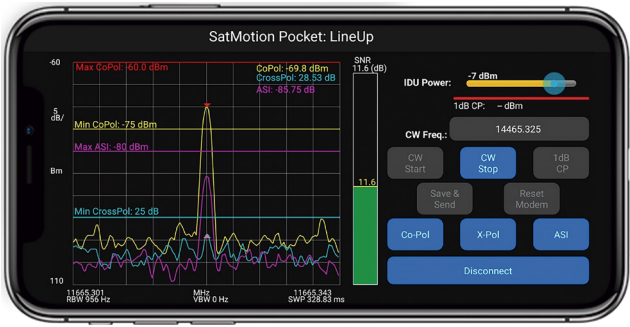 SatMotion Pocket: LineUp
-60
Max CoPol: -60.0 dBm
CoPol: -69.8 dBm
CrossPol: 28.53 dB
ASI: -85.75 dB
SNR
11.6 (dB)
5
dB/
Min CoPol: -75 dBm
Max ASI: -80 dBm
Bm
Min CrossPol: 25 dB
110
11.6
11665.301
MHz
11665.343
RBW 956 Hz
VBW 0 Hz
SWP 328.83 ms
IDU Power:
-7 dBm
1dB CP: – dBm
CW Freq.:
14465.325
CW
Start
CW
Stop
1dB
CP
Save &
Send
Reset
Modem
Co-Pol
X-Pol
ASI
Disconnect